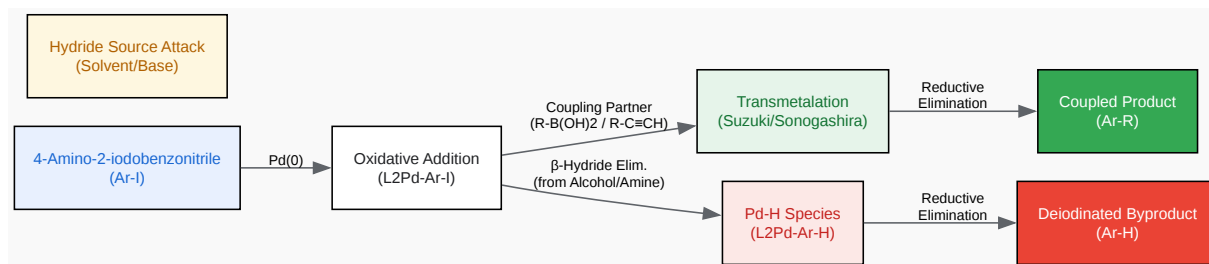 Hydride Source Attack
(Solvent/Base)
4-Amino-2-iodobenzonitrile
(Ar-I)
Pd(0)
Oxidative Addition
(L2Pd-Ar-I)
Coupling Partner
(R-B(OH)2 / R-C≡CH)
β-Hydride Elim.
(from Alcohol/Amine)
Transmetalation
(Suzuki/Sonogashira)
Reductive
Elimination
Coupled Product
(Ar-R)
Pd-H Species
(L2Pd-Ar-H)
Reductive
Elimination
Deiodinated Byproduct
(Ar-H)